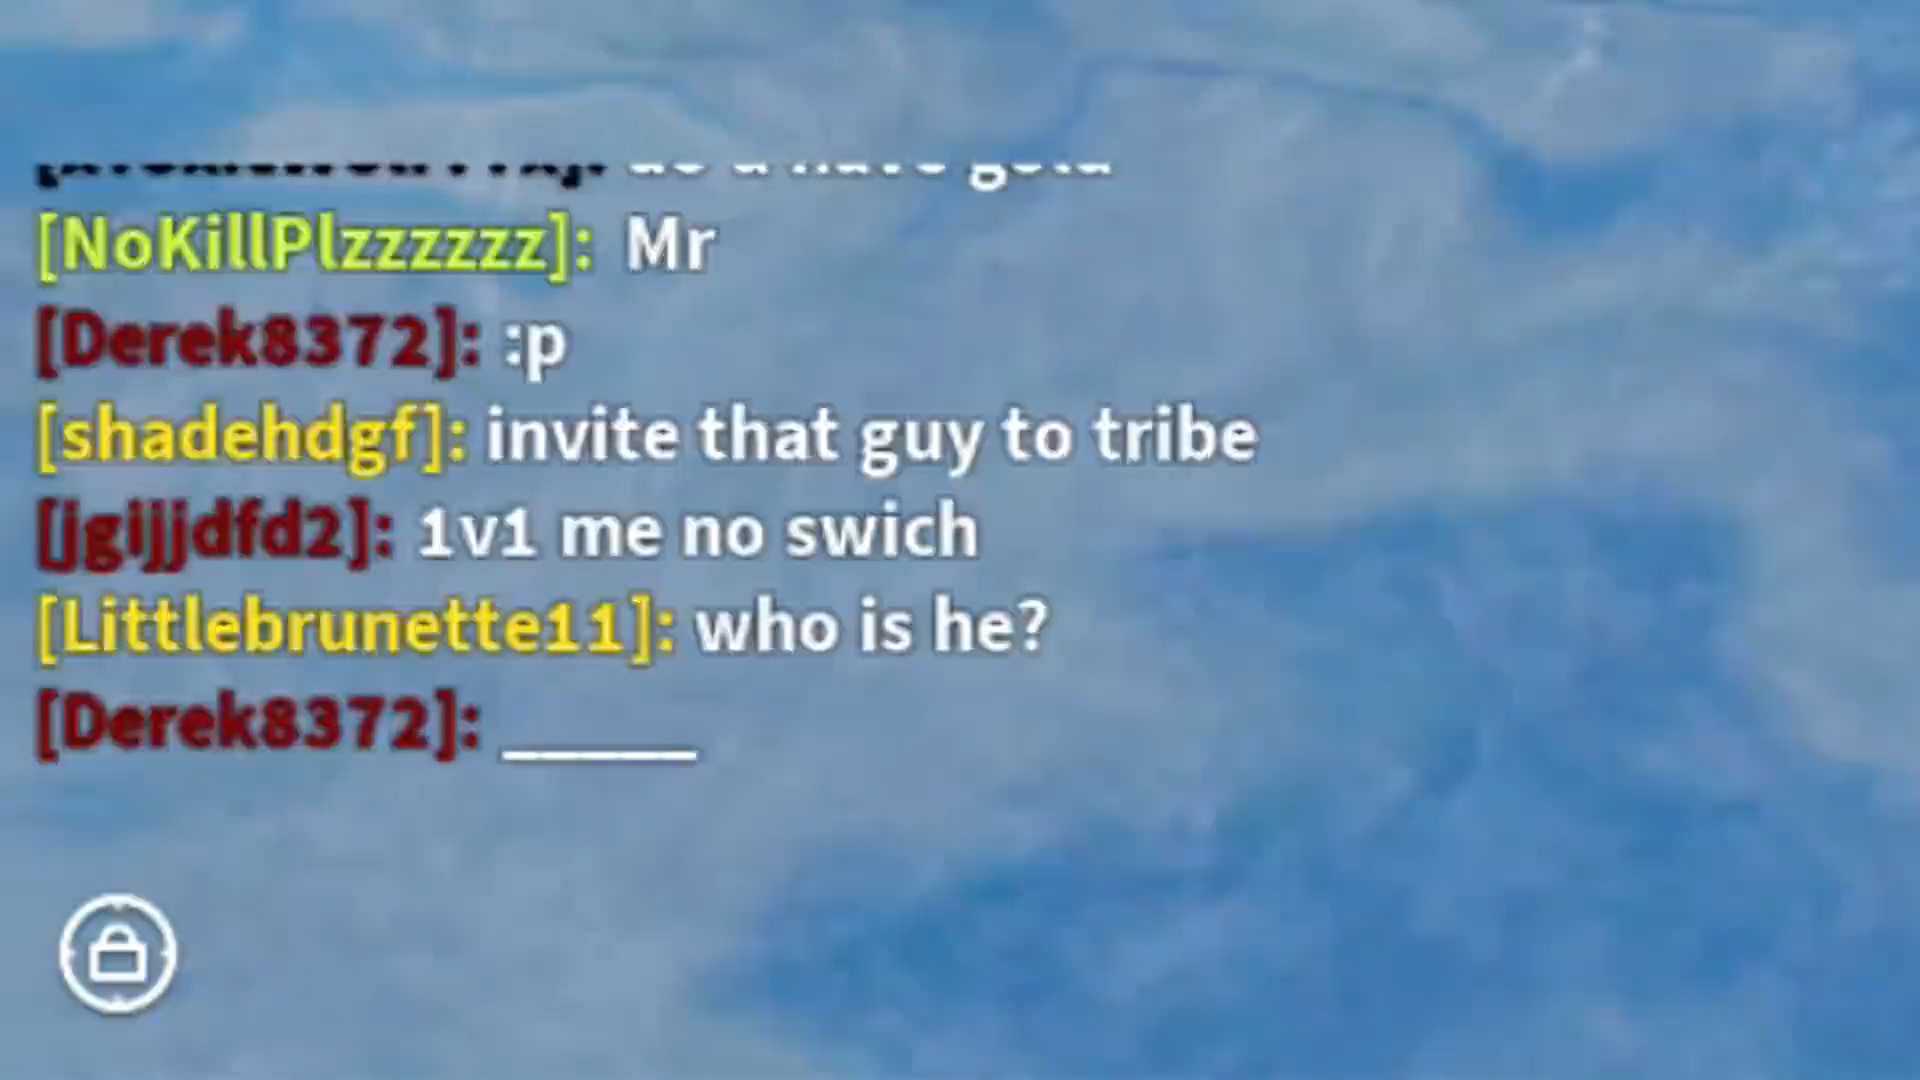 gold
[NoKillPlzzzzzz]: Mr
[Derek8372]: :p
[shadehdgf]: invite that guy to tribe
[jgijjdfd2]: 1v1 me no swich
[Littlebrunette11]: who is he?
[Derek8372]: ______